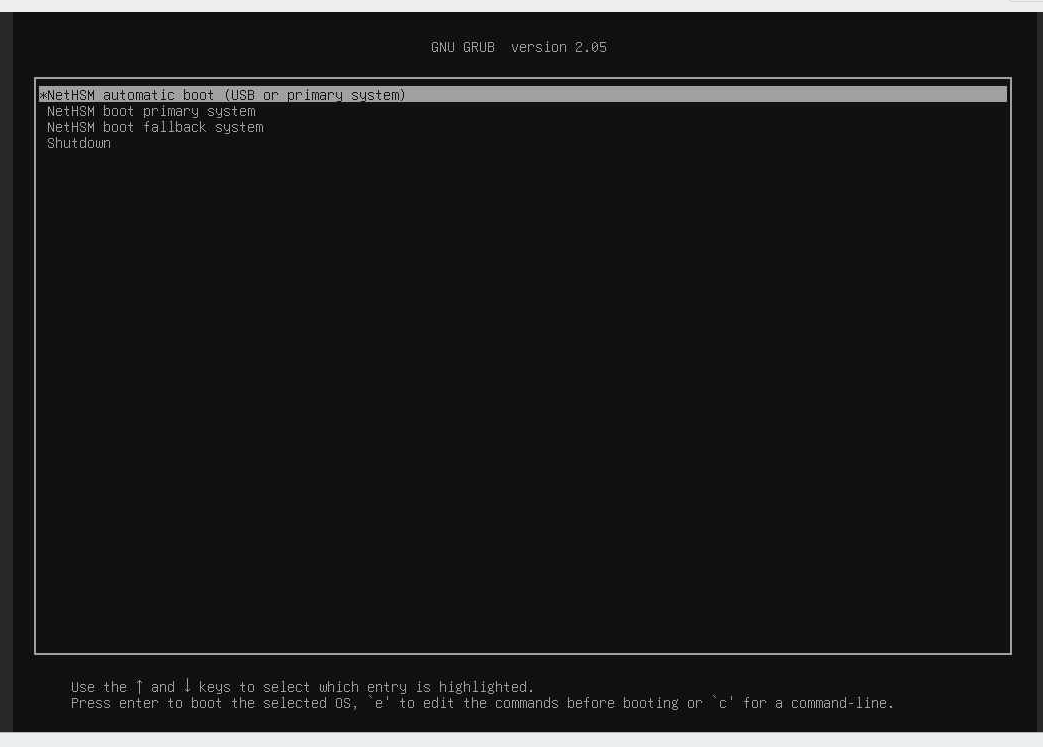 GNU GRUB  version 2.05
*NetHSM automatic boot (USB or primary system)
NetHSM boot primary system
NetHSM boot fallback system
Shutdown
Use the ↑ and ↓ keys to select which entry is highlighted.
Press enter to boot the selected OS, `e' to edit the commands before booting or `c' for a command-line.